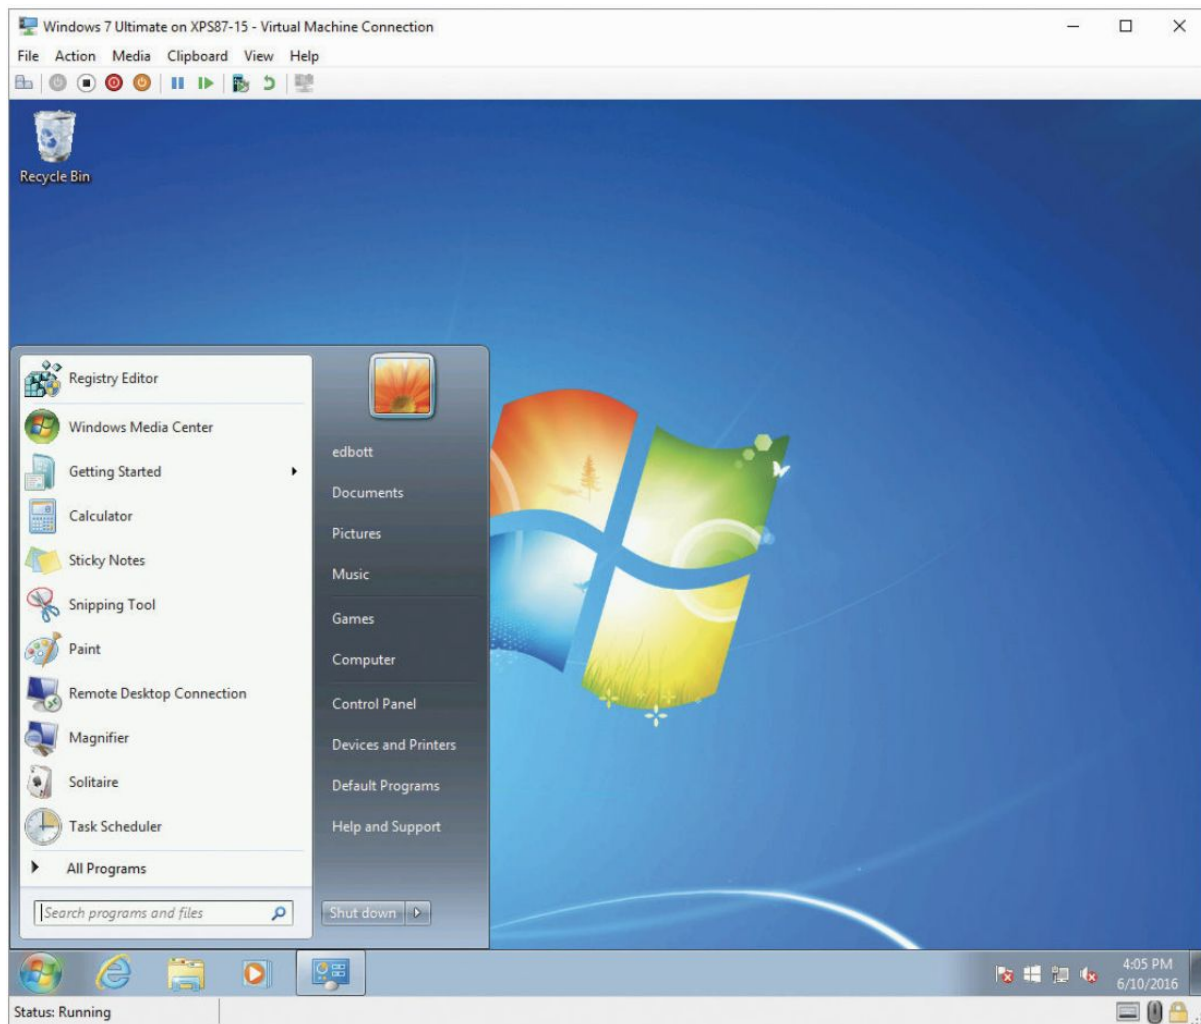 Windows 7 Ultimate on XPS87-15 - Virtual Machine Connection
File Action Media Clipboard View Help
Recycle Bin
Registry Editor
Windows Media Center
Getting Started
Calculator
Sticky Notes
Snipping Tool
Paint
Remote Desktop Connection
Magnifier
Solitaire
Task Scheduler
All Programs
Search programs and files
edbott
Documents
Pictures
Music
Games
Computer
Control Panel
Devices and Printers
Default Programs
Help and Support
Shut down
4:05 PM
6/10/2016
Status: Running